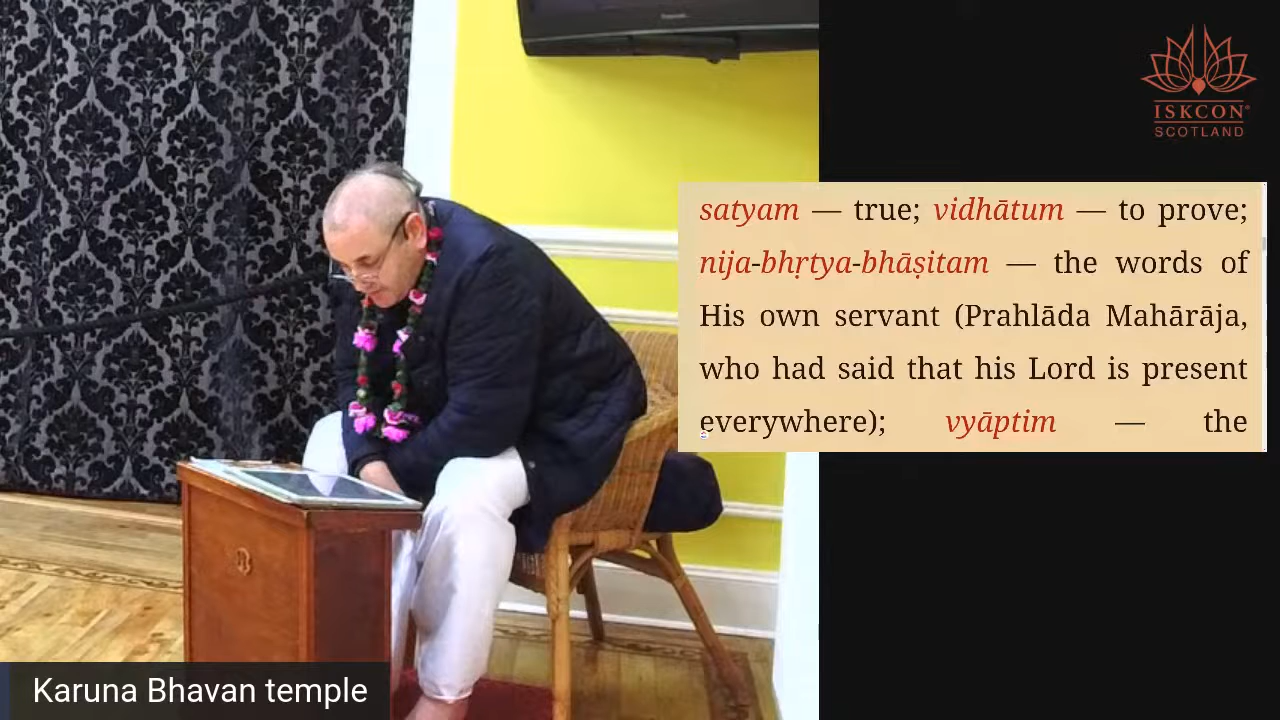 ISKCON®
SCOTLAND
satyam — true; vidhātum — to prove;
nija-bhṛtya-bhāṣitam — the words of
His own servant (Prahlāda Mahārāja,
who had said that his Lord is present
everywhere); vyāptim — the
Karuna Bhavan temple